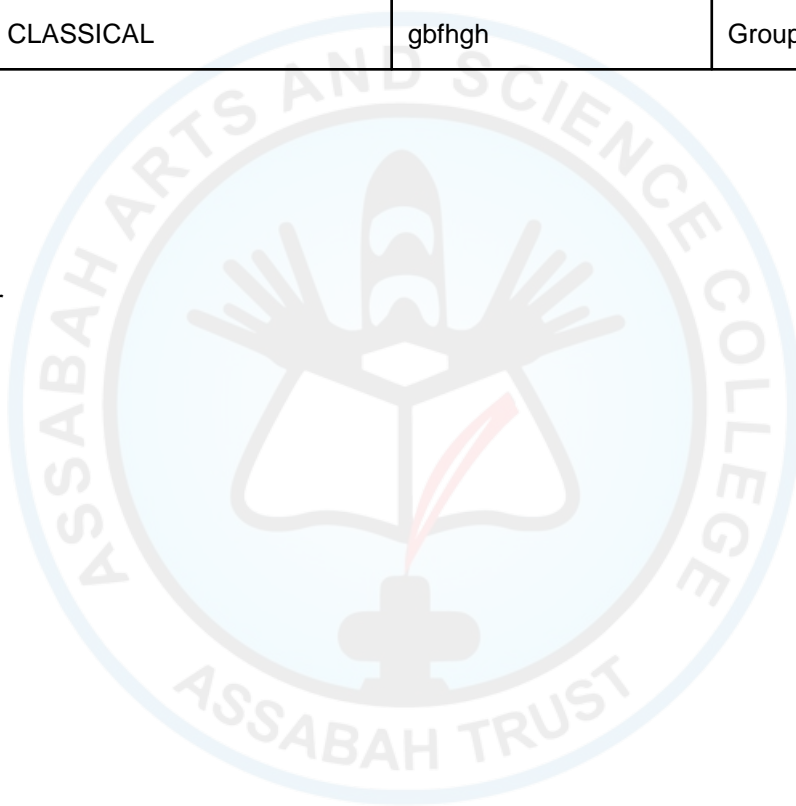 CLASSICAL gbfhgh Group
ASSABAH ARTS AND SCIENCE COLLEGE
ASSABAH TRUST